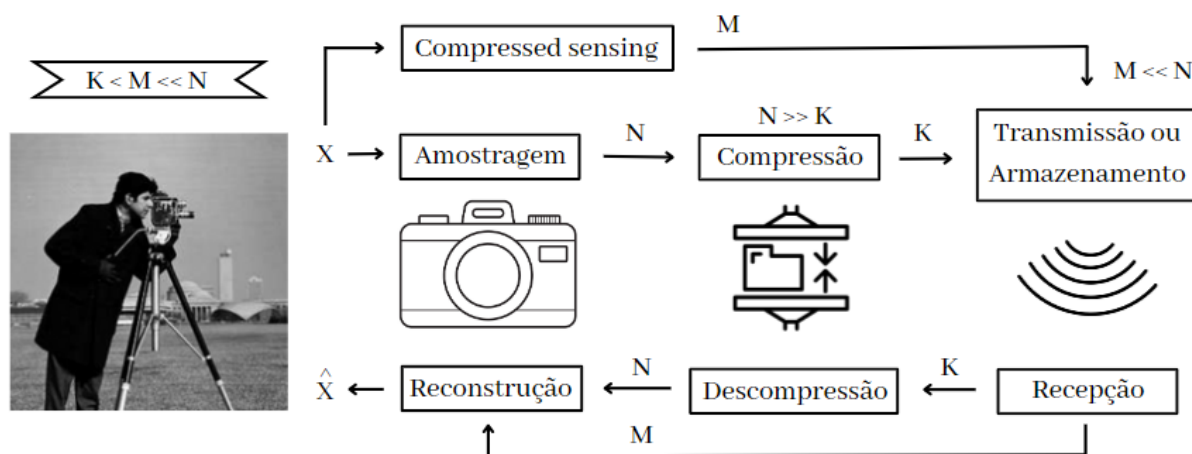 M
Compressed sensing
K < M << N
M << N
N >> K
N
K
X
Amostragem
Compressão
Transmissão ou
Armazenamento
N
K
^
X
Reconstrução
Descompressão
Recepção
M